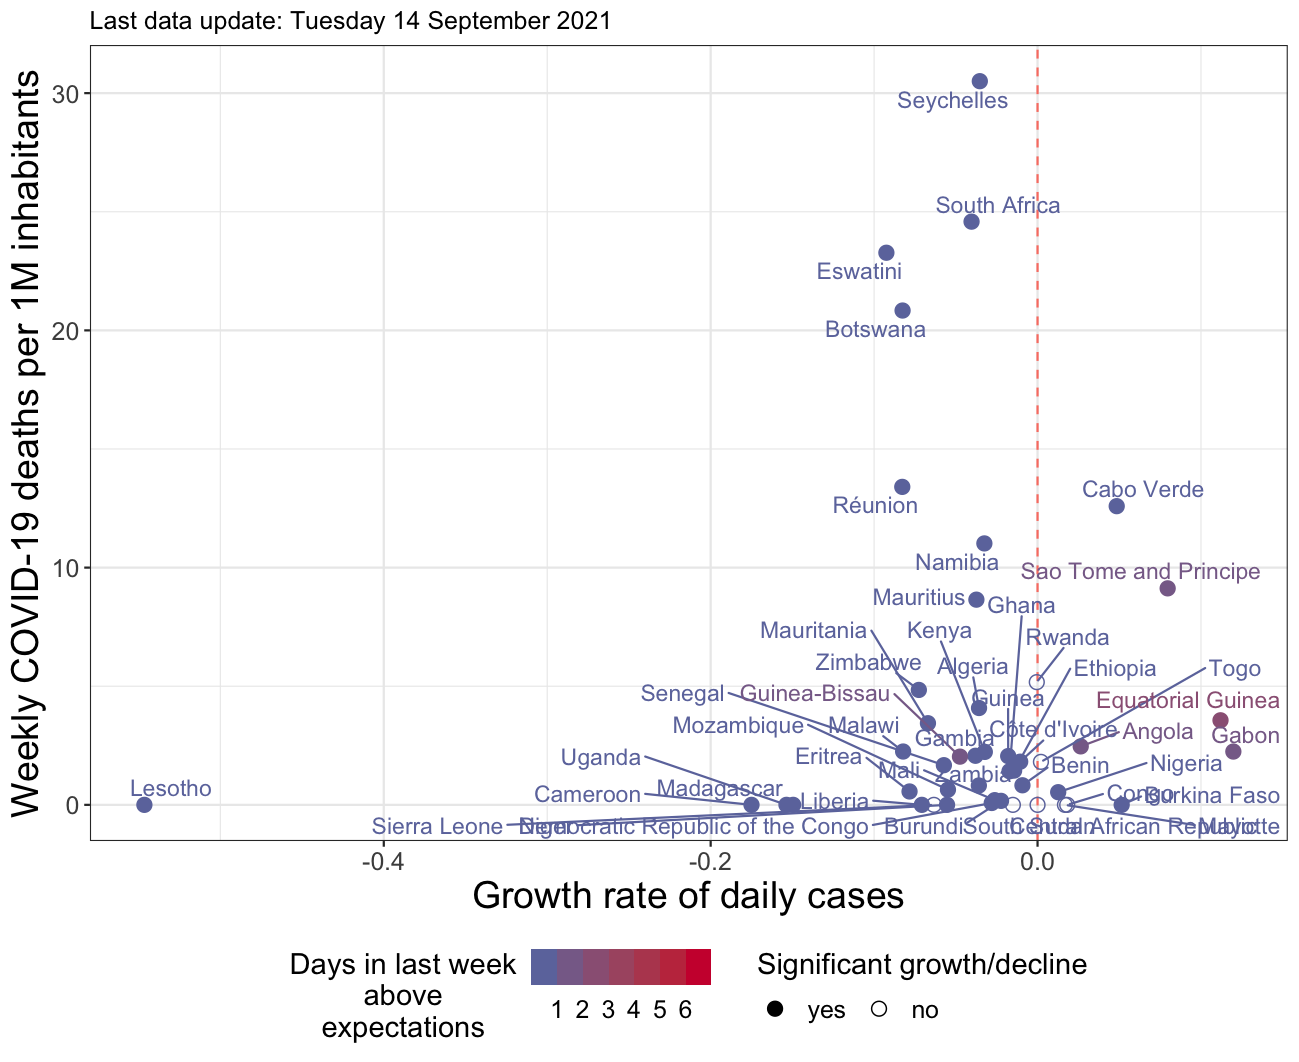 Last data update: Tuesday 14 September 2021
Weekly COVID-19 deaths per 1M inhabitants
30
20
10
0
Seychelles
South Africa
Eswatini
Botswana
Cabo Verde
Réunion
Namibia
Sao Tome and Principe
Mauritius
Ghana
Mauritania
Kenya
Rwanda
Zimbabwe
Algeria
Ethiopia
Togo
Senegal
Guinea-Bissau
Guinea
Equatorial Guinea
Mozambique
Malawi
Gambia
Côte d'Ivoire
Angola
Gabon
Uganda
Eritrea
Mali
Zambia
Benin
Nigeria
Lesotho
Cameroon
Madagascar
Liberia
Congo
Burkina Faso
Sierra Leone
Niger
Democratic Republic of the Congo
Burundi
South Sudan
Central African Republic
Mayotte
-0.4
-0.2
0.0
Growth rate of daily cases
Days in last week
above
expectations
1 2 3 4 5 6
Significant growth/decline
yes
no